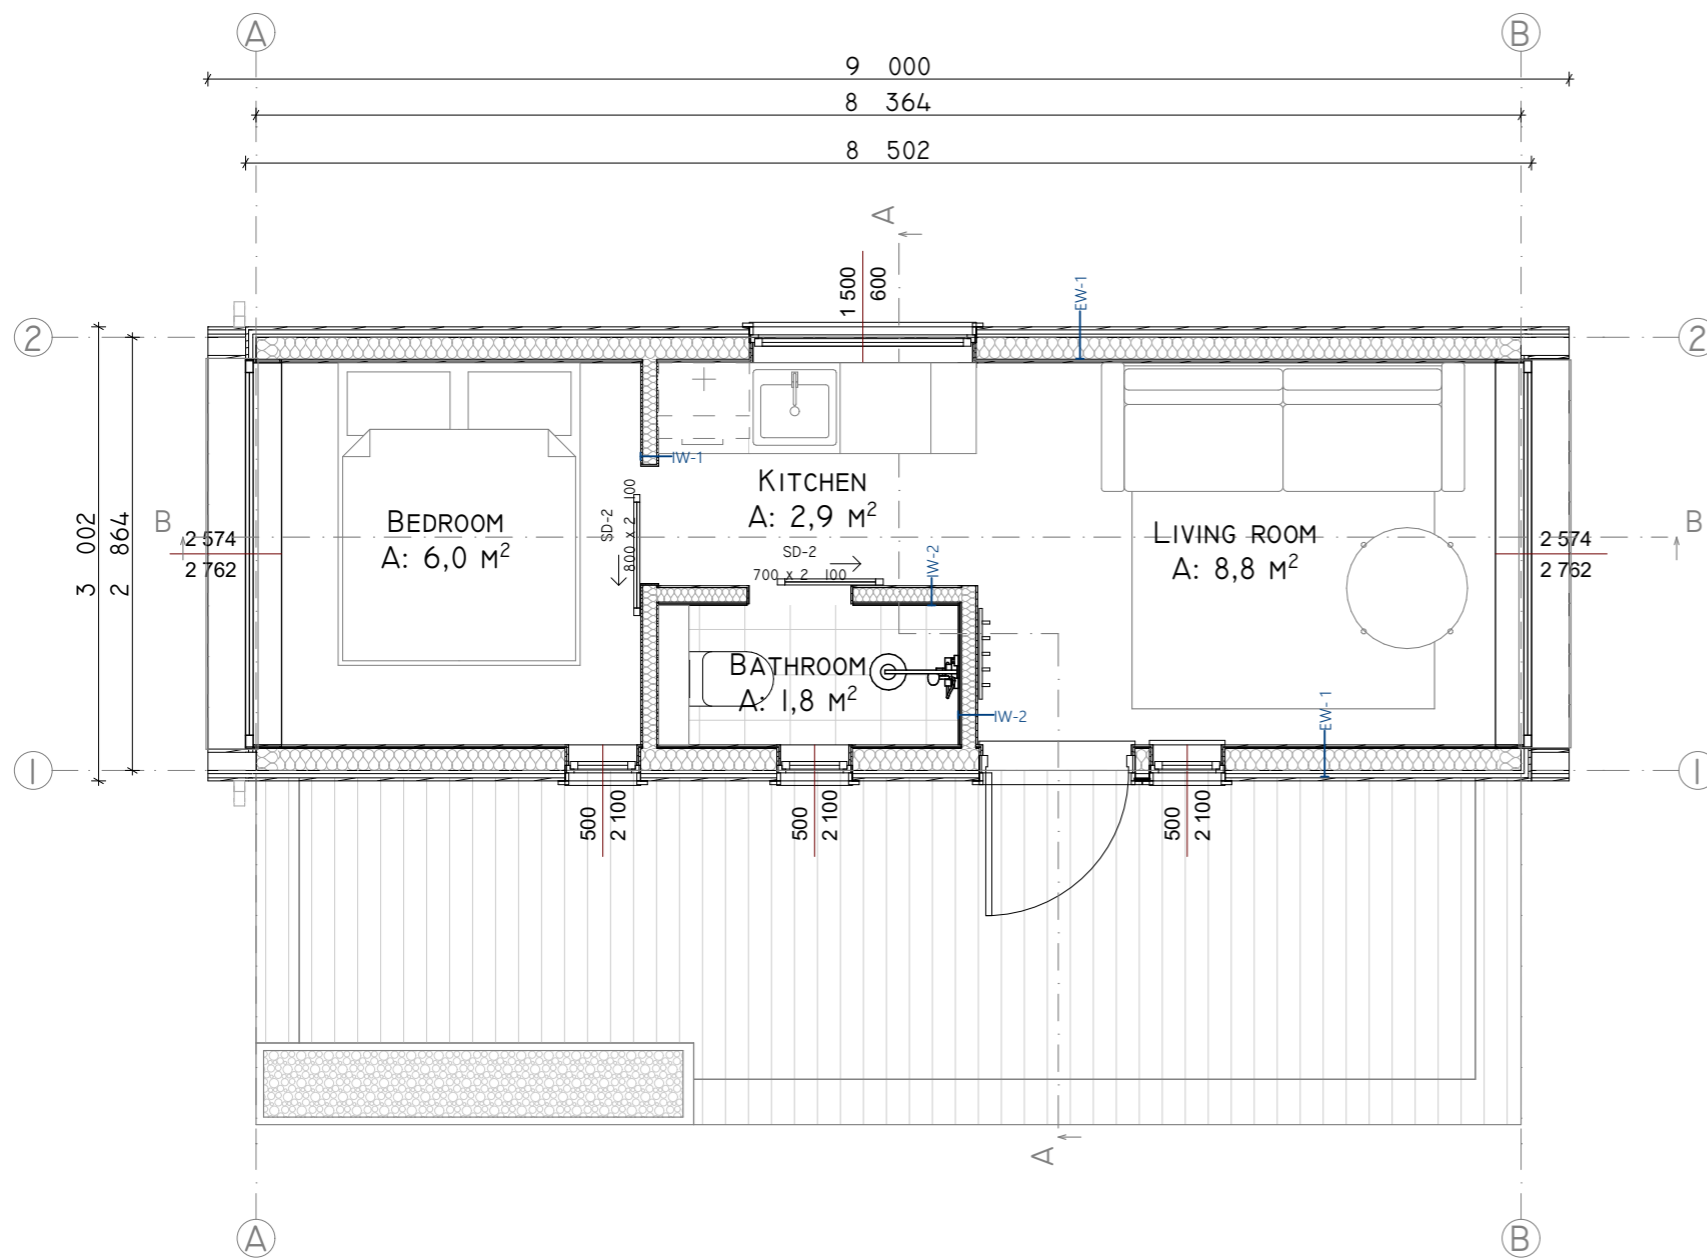 A
B
9 000
8 364
8 502
A
1 500
600
EW-1
2
2
3 002
2 864
IW-1
KITCHEN
A: 2,9 M²
BEDROOM
A: 6,0 M²
LIVING ROOM
A: 8,8 M²
B
B
2 574
2 762
2 574
2 762
SD-2
800 x 2 100
SD-2
700 x 2 100
IW-2
BATHROOM
A: 1,8 M²
IW-2
EW-1
1
1
500
2 100
500
2 100
500
2 100
A
A
B